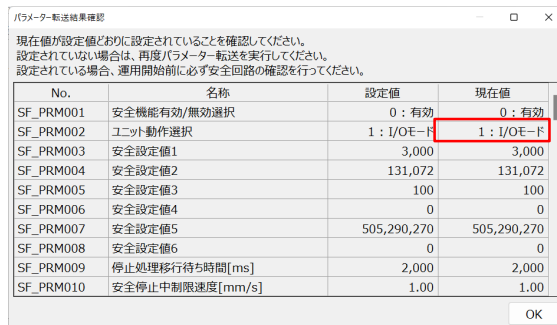 パラメーター転送結果確認
現在値が設定値どおりに設定されていることを確認してください。
設定されていない場合は、再度パラメーター転送を実行してください。
設定されている場合、運用開始前に必ず安全回路の確認を行ってください。
No. 名称 設定値 現在値
SF_PRM001 安全機能有効/無効選択 0：有効 0：有効
SF_PRM002 ユニット動作選択 1：I/Oモード 1：I/Oモード
SF_PRM003 安全設定値1 3,000 3,000
SF_PRM004 安全設定値2 131,072 131,072
SF_PRM005 安全設定値3 100 100
SF_PRM006 安全設定値4 0 0
SF_PRM007 安全設定値5 505,290,270 505,290,270
SF_PRM008 安全設定値6 0 0
SF_PRM009 停止処理移行待ち時間[ms] 2,000 2,000
SF_PRM010 安全停止中制限速度[mm/s] 1.00 1.00
OK